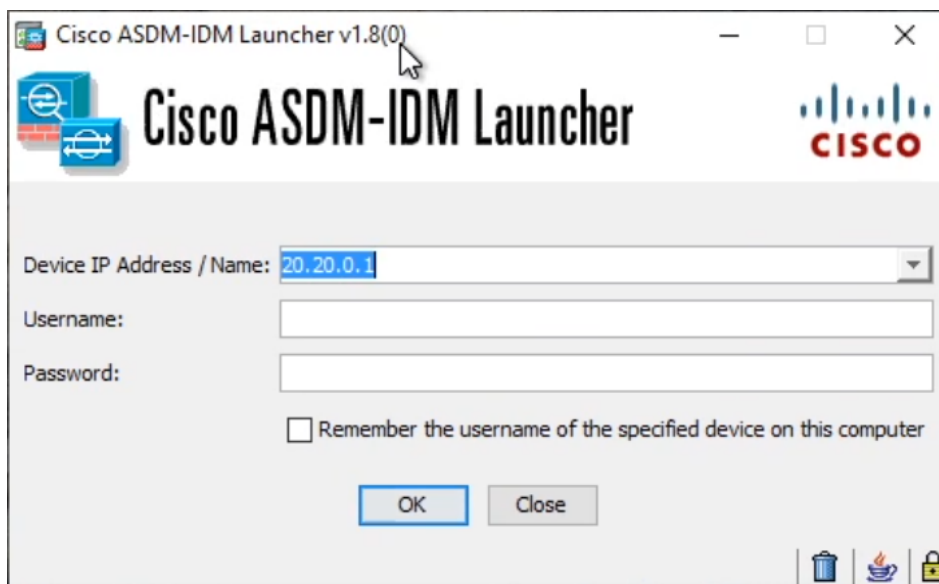 Cisco ASDM-IDM Launcher v1.8(0)
Cisco ASDM-IDM Launcher
CISCO
Device IP Address / Name: 20.20.0.1
Username:
Password:
Remember the username of the specified device on this computer
OK Close